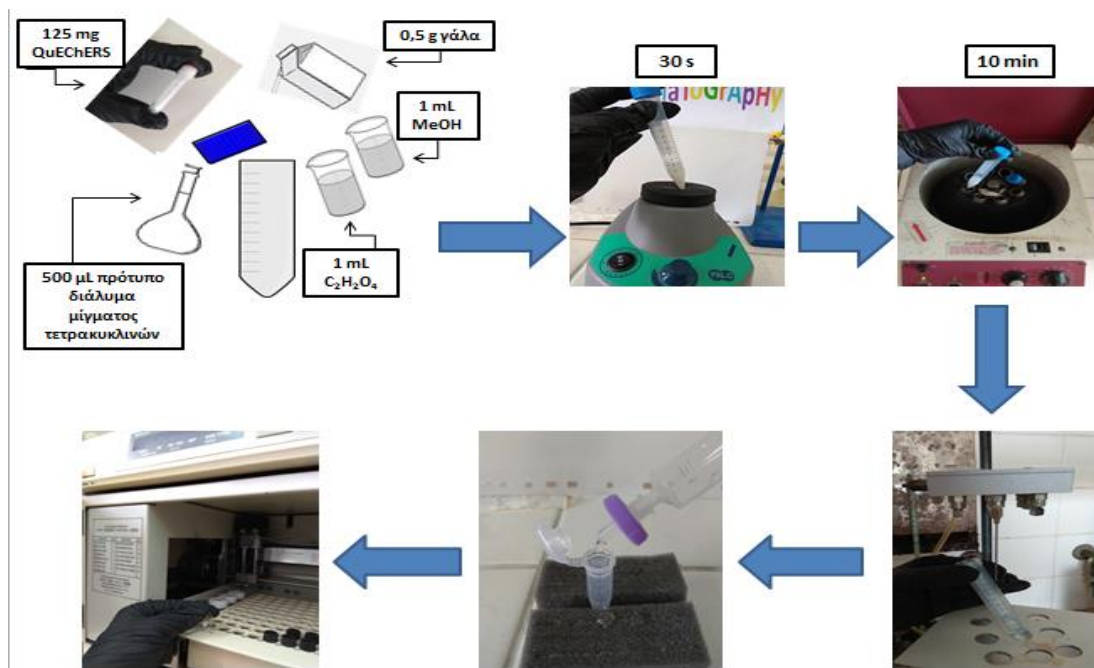 125 mg
QuEChERS
0,5 g γάλα
1 mL
MeOH
1 mL
C₂H₂O₄
500 μL πρότυπο
διάλυμα
μίγματος
τετρακυκλινών
30 s
10 min